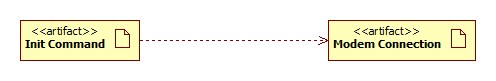 <<artifact>>
Init Command
<<artifact>>
Modem Connection